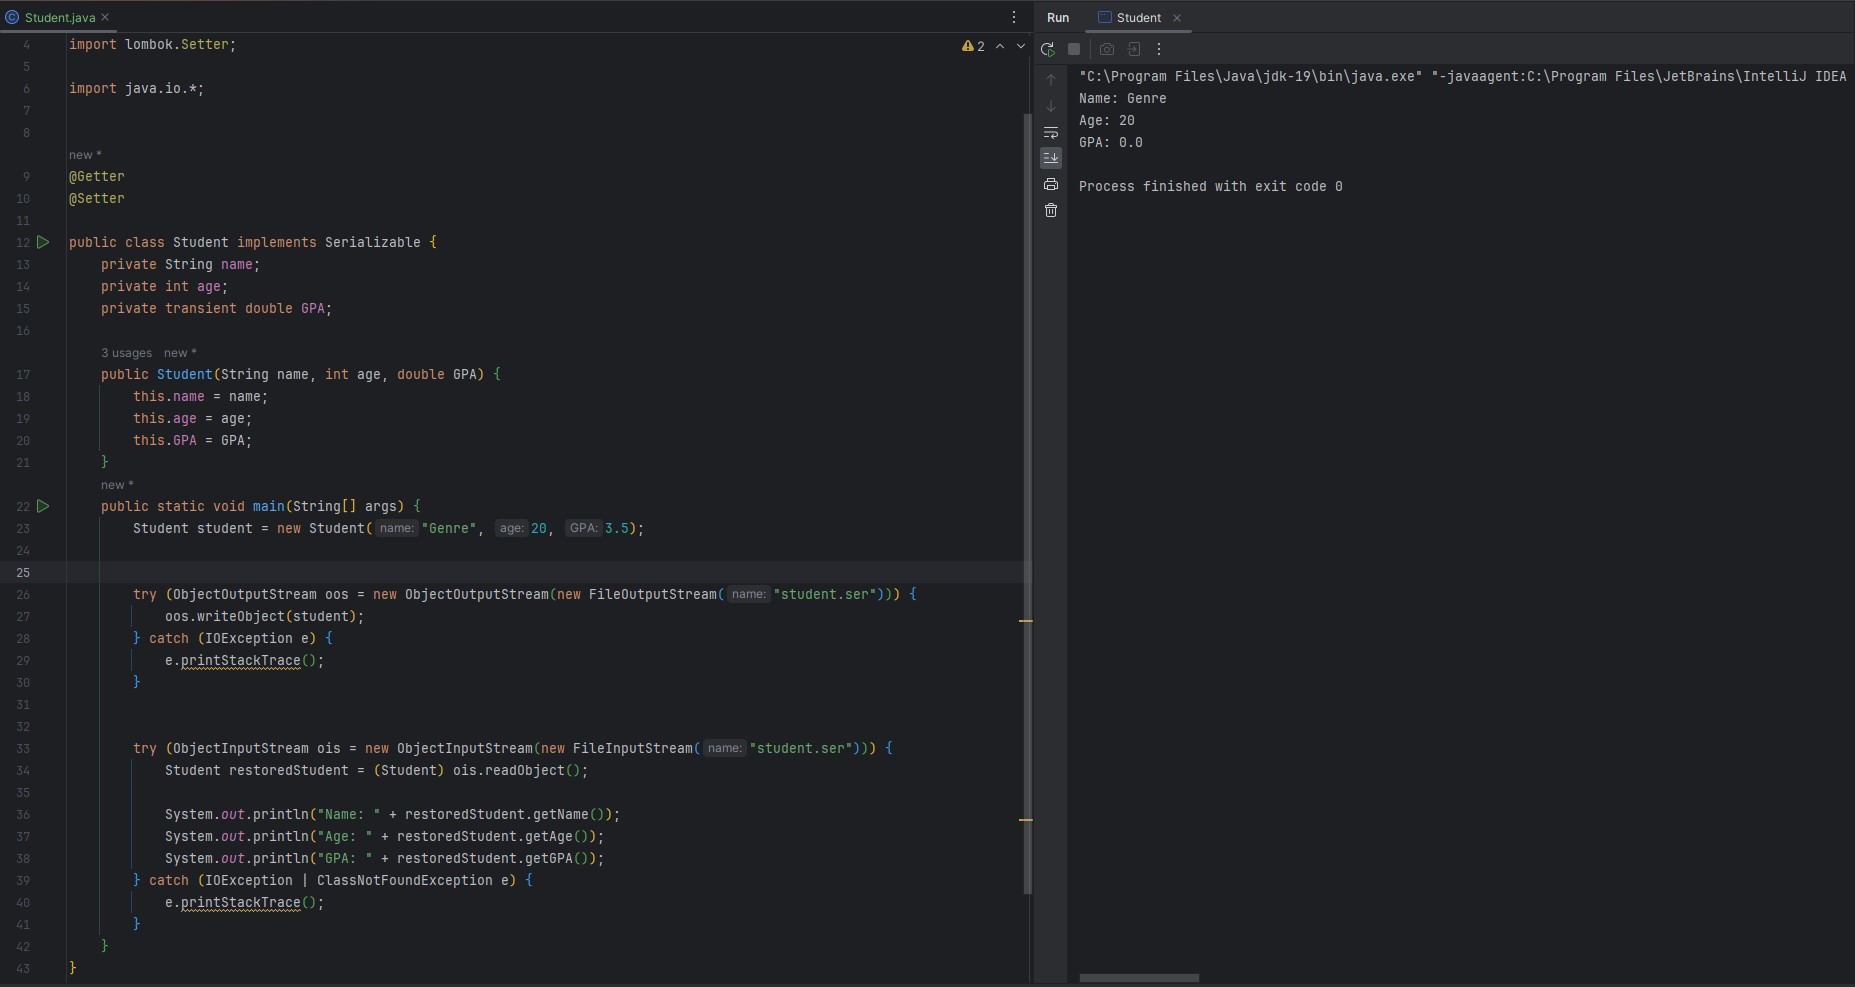 Student.java
4 import lombok.Setter;
2
5
6 import java.io.*;
7
8
new *
9 @Getter
10 @Setter
11
12 public class Student implements Serializable {
13 private String name;
14 private int age;
15 private transient double GPA;
16
3 usages new *
17 public Student(String name, int age, double GPA) {
18 this.name = name;
19 this.age = age;
20 this.GPA = GPA;
21 }
new *
22 public static void main(String[] args) {
23 Student student = new Student( name: "Genre", age: 20, GPA: 3.5);
24
25
26 try (ObjectOutputStream oos = new ObjectOutputStream(new FileOutputStream( name: "student.ser"))) {
27 oos.writeObject(student);
28 } catch (IOException e) {
29 e.printStackTrace();
30 }
31
32
33 try (ObjectInputStream ois = new ObjectInputStream(new FileInputStream( name: "student.ser"))) {
34 Student restoredStudent = (Student) ois.readObject();
35
36 System.out.println("Name: " + restoredStudent.getName());
37 System.out.println("Age: " + restoredStudent.getAge());
38 System.out.println("GPA: " + restoredStudent.getGPA());
39 } catch (IOException | ClassNotFoundException e) {
40 e.printStackTrace();
41 }
42 }
43 }
Run Student
"C:\Program Files\Java\jdk-19\bin\java.exe" "-javaagent:C:\Program Files\JetBrains\IntelliJ IDEA
Name: Genre
Age: 20
GPA: 0.0
Process finished with exit code 0